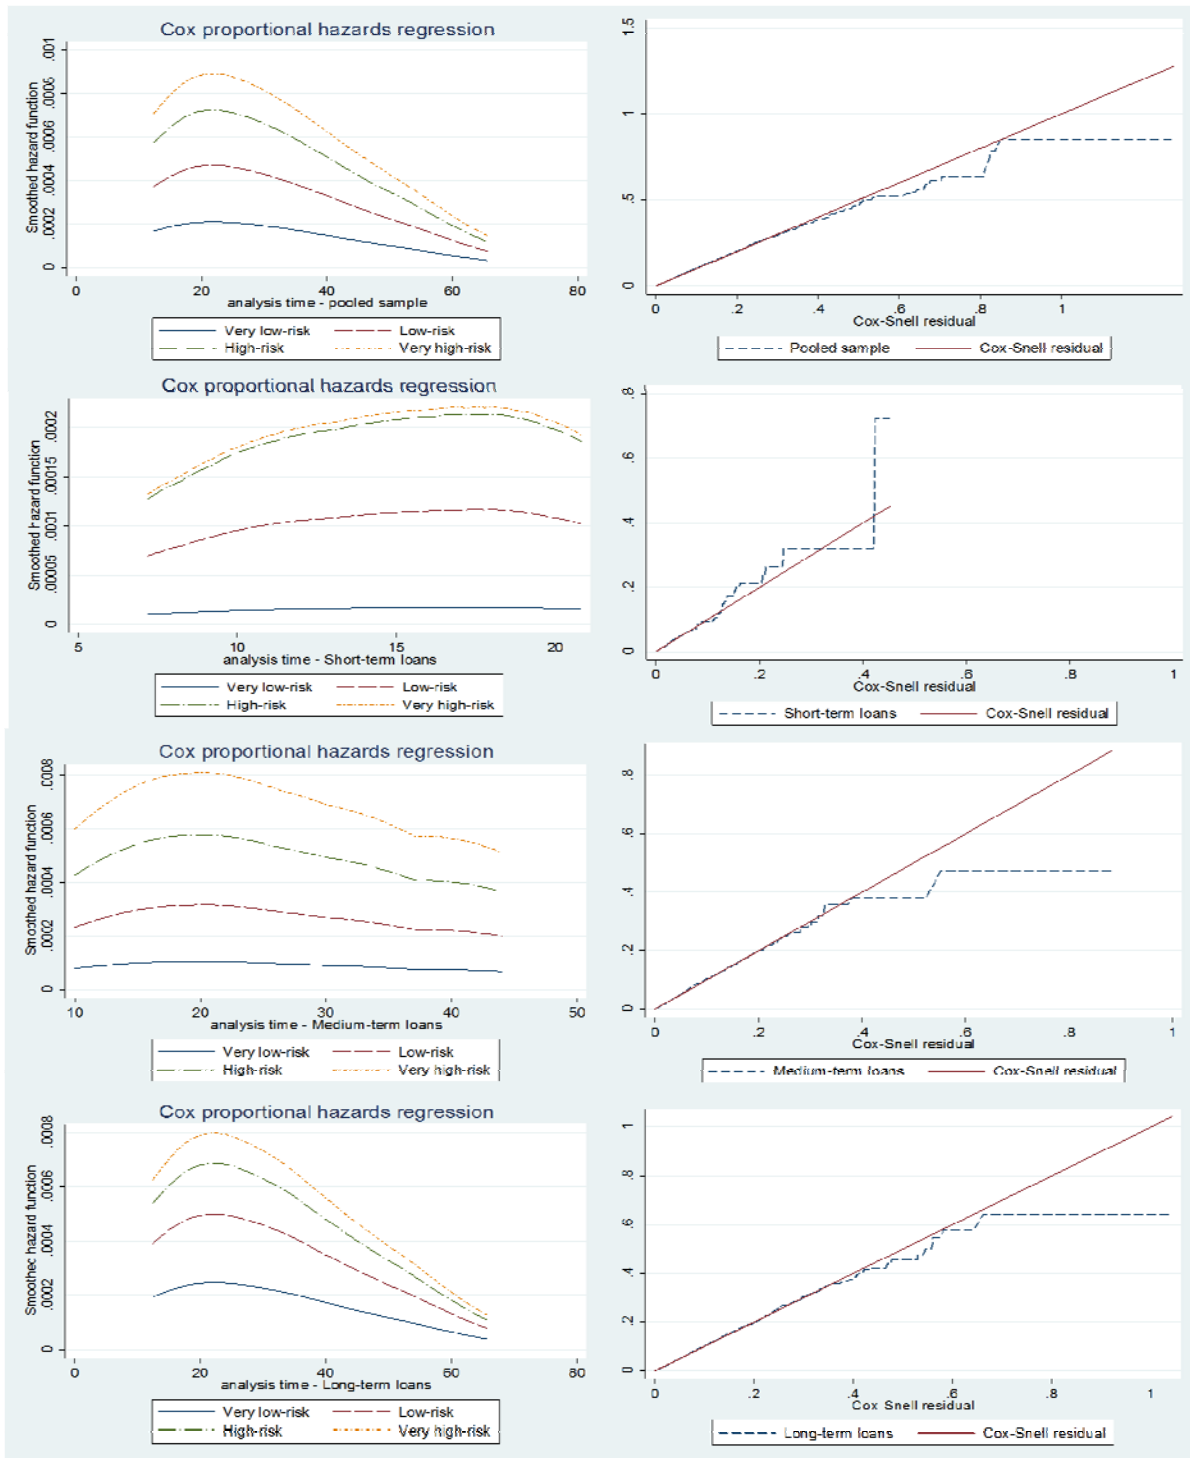 Cox proportional hazards regression
Smoothed hazard function
.001
.0008
.0006
.0004
.0002
0
0 20 40 60 80
analysis time - pooled sample
Very low-risk Low-risk
High-risk Very high-risk
1.5
1
.5
0
0 .2 .4 .6 .8 1
Cox-Snell residual
Pooled sample Cox-Snell residual
Cox proportional hazards regression
Smoothed hazard function
.0002
.00015
.0001
.00005
0
5 10 15 20
analysis time - Short-term loans
Very low-risk Low-risk
High-risk Very high-risk
.8
.6
.4
.2
0
0 .2 .4 .6 .8 1
Cox-Snell residual
Short-term loans Cox-Snell residual
Cox proportional hazards regression
Smoothed hazard function
.0008
.0006
.0004
.0002
0
10 20 30 40 50
analysis time - Medium-term loans
Very low-risk Low-risk
High-risk Very high-risk
.8
.6
.4
.2
0
0 .2 .4 .6 .8 1
Cox-Snell residual
Medium-term loans Cox-Snell residual
Cox proportional hazards regression
Smoothed hazard function
.0008
.0006
.0004
.0002
0
0 20 40 60 80
analysis time - Long-term loans
Very low-risk Low-risk
High-risk Very high-risk
1
.8
.6
.4
.2
0
0 .2 .4 .6 .8 1
Cox-Snell residual
Long-term loans Cox-Snell residual